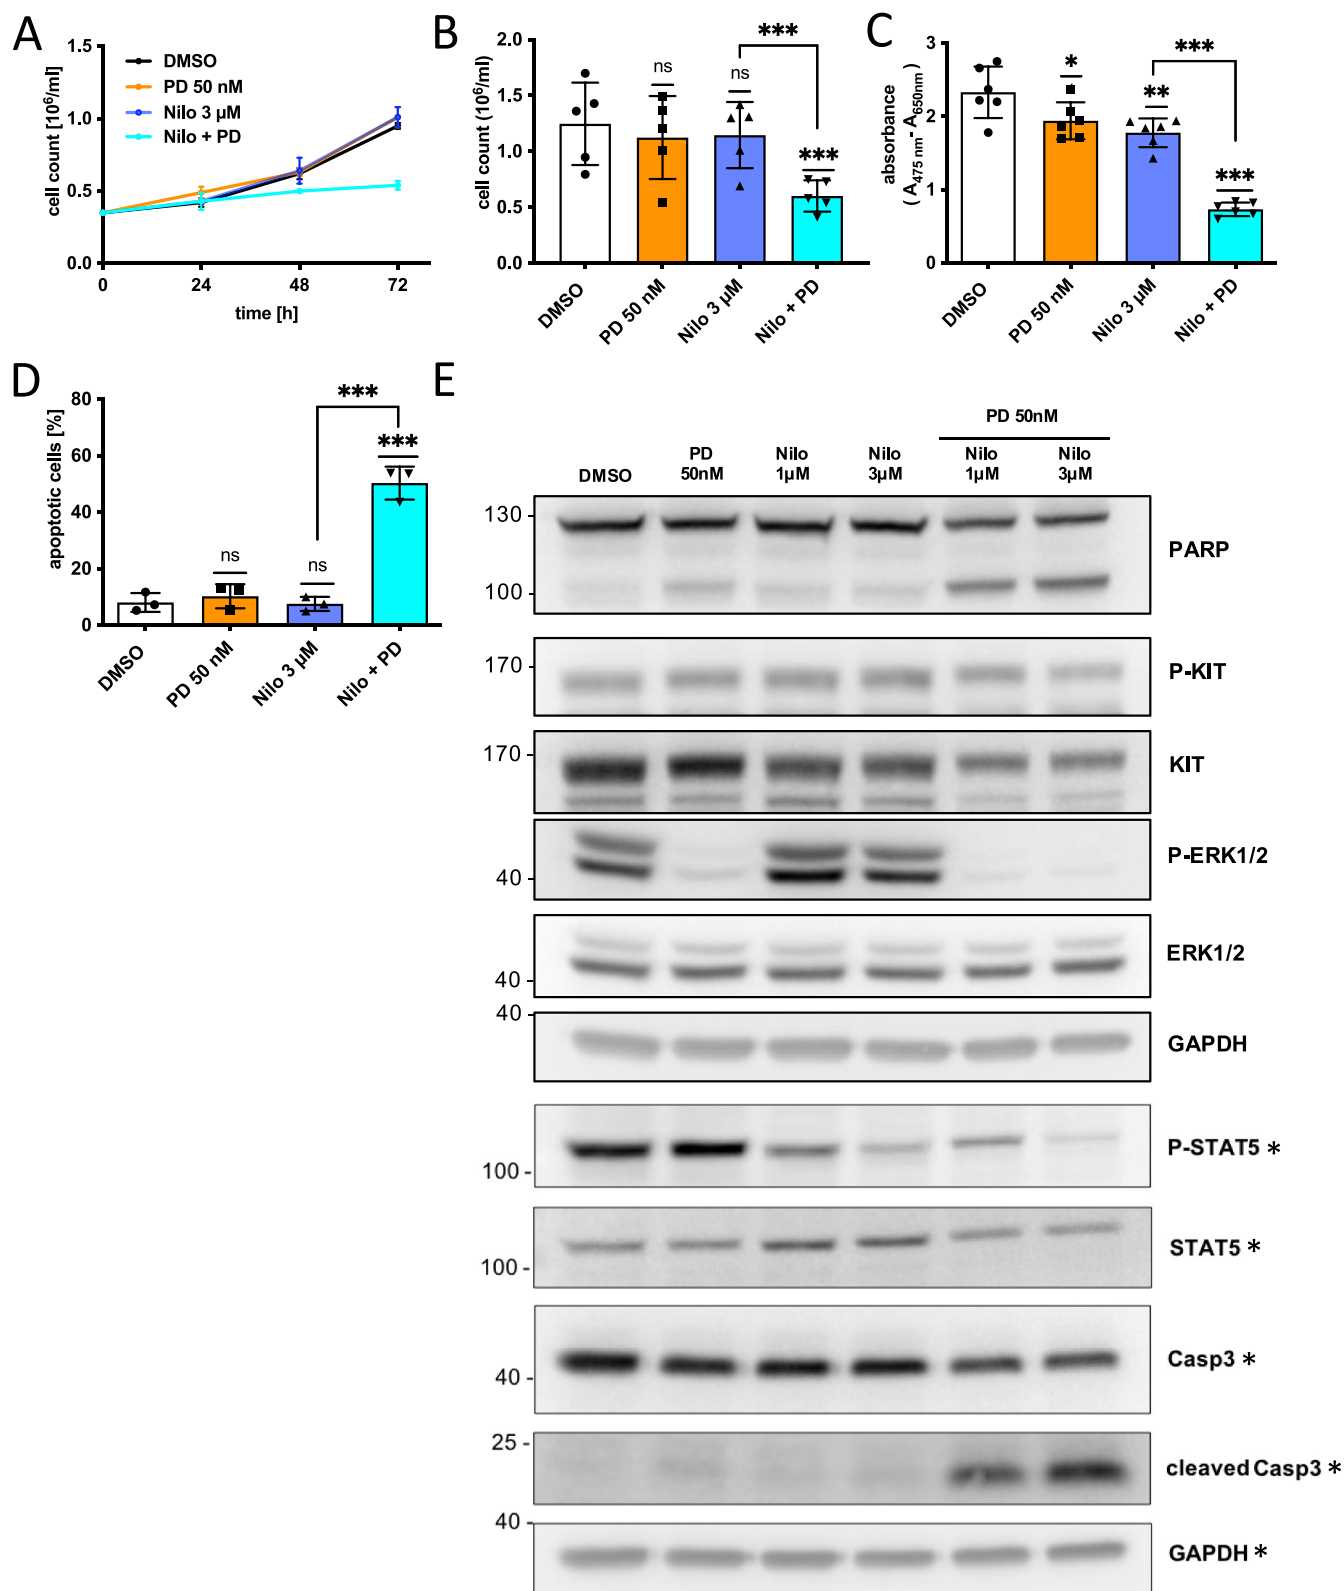 A
1.5
1.0
0.5
0.0
cell count [10⁶/ml]
DMSO
PD 50 nM
Nilo 3 µM
Nilo + PD
0 24 48 72
time [h]
B
2.0
1.5
1.0
0.5
0.0
cell count (10⁶/ml)
ns
ns
***
***
DMSO
PD 50 nM
Nilo 3 µM
Nilo + PD
C
3
2
1
0
absorbance
( A475 nm- A650nm)
*
**
***
***
DMSO
PD 50 nM
Nilo 3 µM
Nilo + PD
D
80
60
40
20
0
apoptotic cells [%]
ns
ns
***
***
DMSO
PD 50 nM
Nilo 3 µM
Nilo + PD
E
PD 50nM
DMSO
PD
50nM
Nilo
1µM
Nilo
3µM
Nilo
1µM
Nilo
3µM
130
100
PARP
170
P-KIT
170
KIT
40
P-ERK1/2
40
ERK1/2
40
GAPDH
100 -
P-STAT5 *
100 -
STAT5 *
40 -
Casp3 *
25 -
cleaved Casp3 *
40
GAPDH *